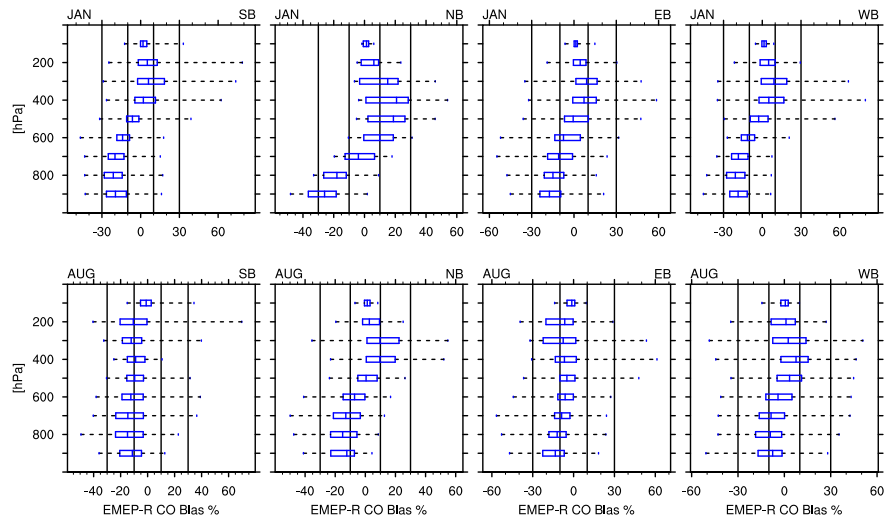 JAN SB JAN NB JAN EB JAN WB
[hPa]
200
400
600
800
-30 0 30 60
-40 -20 0 20 40 60
-60 -30 0 30 60
-30 0 30 60
AUG SB AUG NB AUG EB AUG WB
[hPa]
200
400
600
800
-40 -20 0 20 40 60
-40 -20 0 20 40 60
-60 -30 0 30 60
-60 -30 0 30 60
EMEP-R CO Bias % EMEP-R CO Bias % EMEP-R CO Bias % EMEP-R CO Bias %